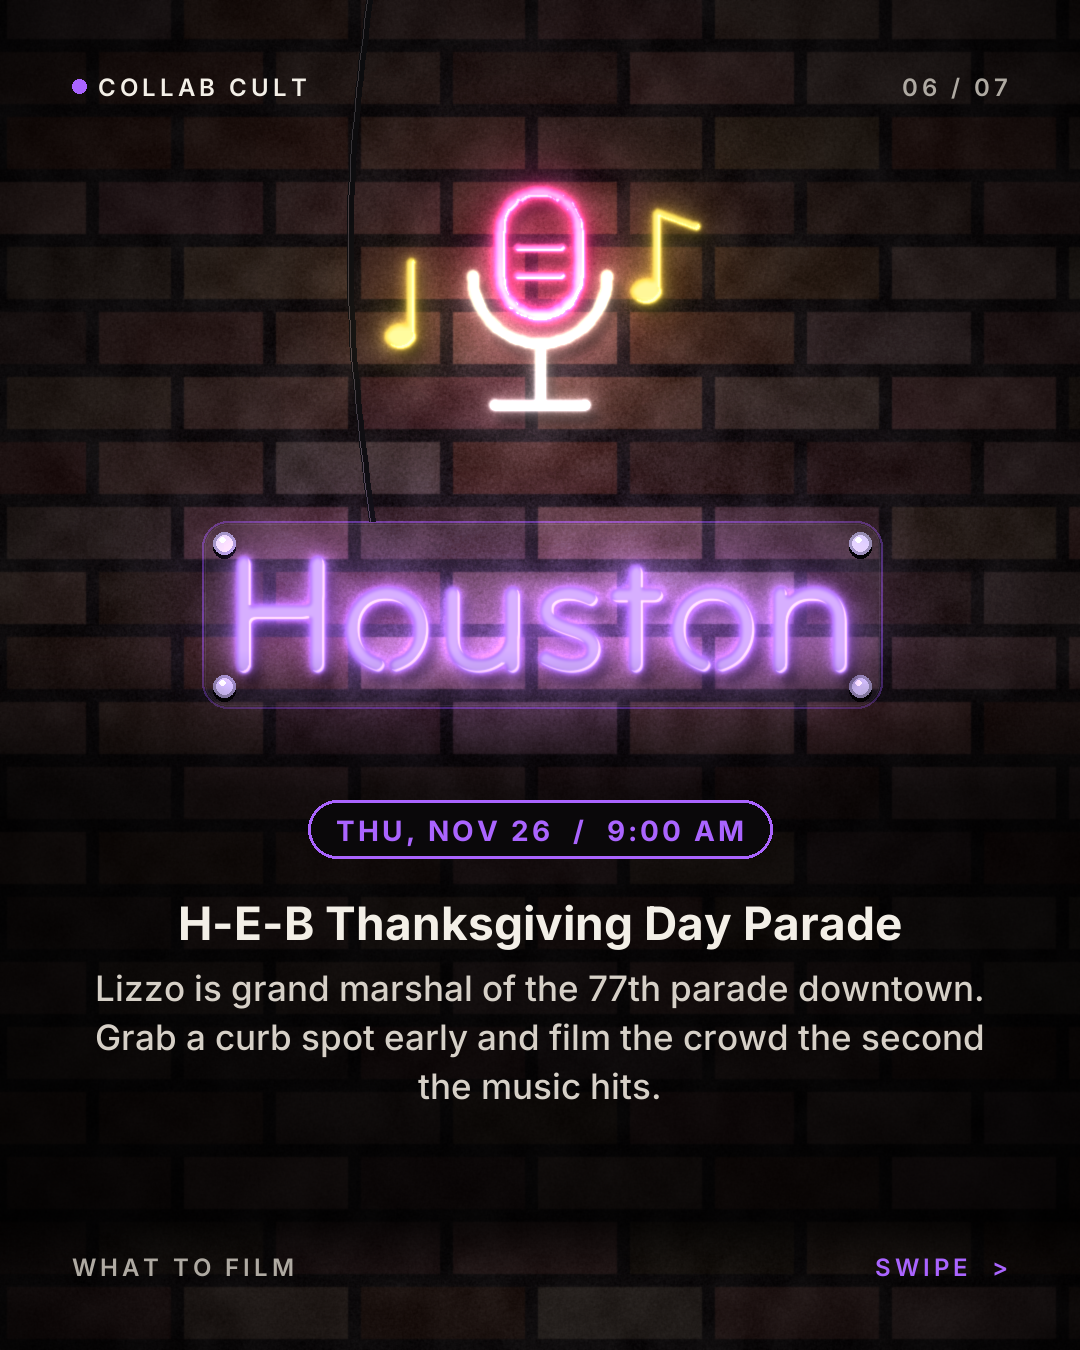 COLLAB CULT
06 / 07
Houston
THU, NOV 26 / 9:00 AM
H-E-B Thanksgiving Day Parade
Lizzo is grand marshal of the 77th parade downtown.
Grab a curb spot early and film the crowd the second
the music hits.
WHAT TO FILM
SWIPE >